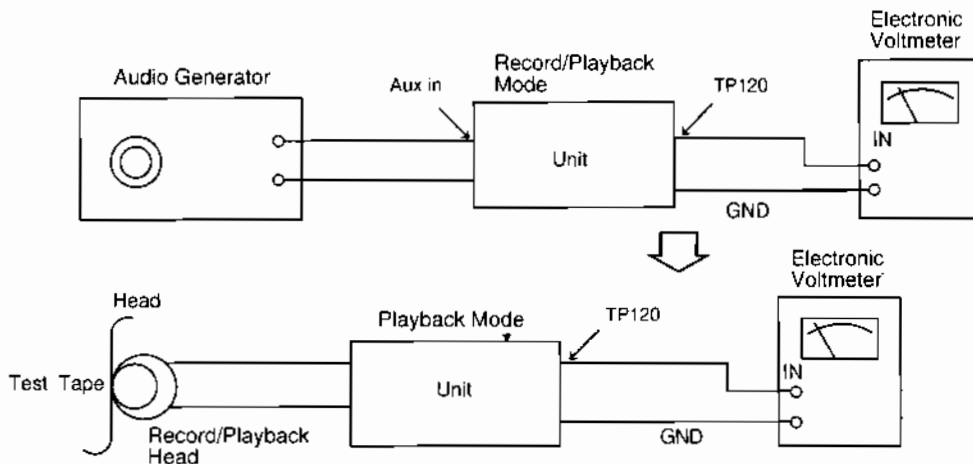 Electronic
Voltmeter
Audio Generator
Record/Playback
Mode
Aux in
TP120
IN
Unit
GND
Electronic
Voltmeter
Head
Playback Mode
TP120
Test Tape
Unit
IN
GND
Record/Playback
Head